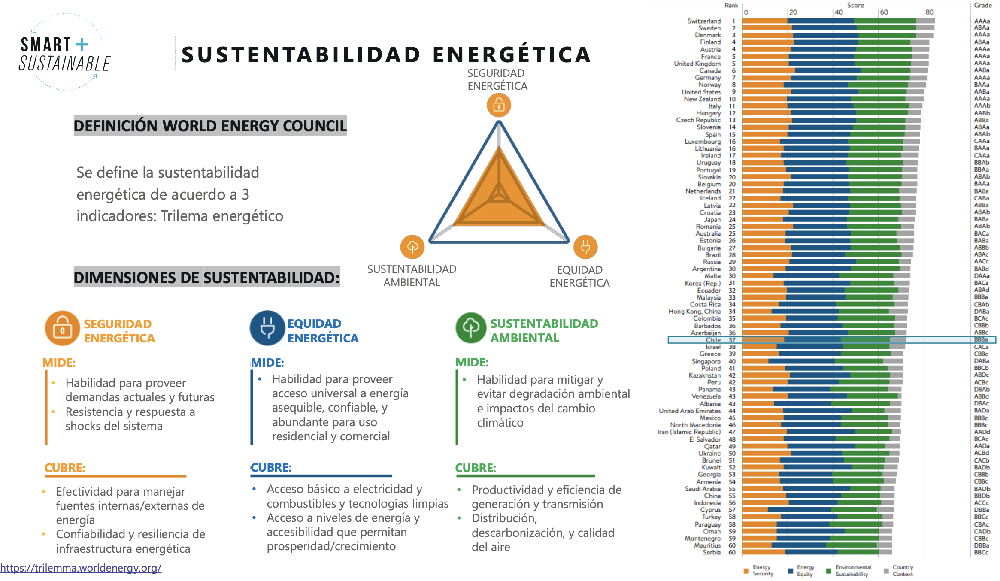 SMART +
SUSTAINABLE
SUSTENTABILIDAD ENERGÉTICA
DEFINICIÓN WORLD ENERGY COUNCIL
Se define la sustentabilidad
energética de acuerdo a 3
indicadores: Trilema energético
SEGURIDAD
ENERGÉTICA
SUSTENTABILIDAD
AMBIENTAL
EQUIDAD
ENERGÉTICA
DIMENSIONES DE SUSTENTABILIDAD:
SEGURIDAD
ENERGÉTICA
MIDE:
• Habilidad para proveer
demandas actuales y futuras
• Resistencia y respuesta a
shocks del sistema
CUBRE:
• Efectividad para manejar
fuentes internas/externas de
energía
• Confiabilidad y resiliencia de
infraestructura energética
EQUIDAD
ENERGÉTICA
MIDE:
• Habilidad para proveer
acceso universal a energía
asequible, confiable, y
abundante para uso
residencial y comercial
CUBRE:
• Acceso básico a electricidad y
combustibles y tecnologías limpias
• Acceso a niveles de energía y
accesibilidad que permitan
prosperidad/crecimiento
SUSTENTABILIDAD
AMBIENTAL
MIDE:
• Habilidad para mitigar y
evitar degradación ambiental
e impactos del cambio
climático
CUBRE:
• Productividad y eficiencia de
generación y transmisión
• Distribución,
descarbonización, y calidad
del aire
https://trilemma.worldenergy.org/
Rank Score Grade
0 20 40 60 80
Switzerland 1 AAAa
Sweden 2 ABAa
Denmark 3 AAAa
Finland 4 ABAa
Austria 4 AAAa
France 5 AAAa
United Kingdom 5 AAAa
Canada 6 AABa
Germany 7 AAAa
Norway 8 BAAa
United States 9 AABa
New Zealand 10 AAAa
Italy 11 AAAb
Hungary 12 AABb
Czech Republic 13 ABBa
Slovenia 14 ABAa
Spain 15 ABAb
Luxembourg 16 CAAa
Lithuania 16 BAAa
Ireland 17 CAAa
Uruguay 18 BBAb
Portugal 19 BBAa
Slovakia 20 ABAb
Belgium 20 BAAa
Netherlands 21 BABa
Iceland 22 CABa
Latvia 22 ABBa
Croatia 23 ABAb
Japan 24 BABa
Romania 25 ABAb
Australia 25 BACa
Estonia 26 BABa
Bulgaria 27 ABBb
Brazil 28 ABAc
Russia 29 AACc
Argentina 30 BABd
Malta 30 DAAa
Korea (Rep.) 31 BACa
Ecuador 32 ABAd
Malaysia 33 BBBa
Costa Rica 34 CBAb
Hong Kong, China 34 DABa
Colombia 35 BCAc
Barbados 36 CBBb
Azerbaijan 36 ABBc
Chile 37 BBBa
Israel 38 CACa
Greece 39 CBBc
Singapore 40 DABa
Poland 41 BBCb
Kazakhstan 42 ABDc
Peru 42 ACBc
Panama 43 DBAb
Venezuela 43 ABBd
Albania 43 DBAc
United Arab Emirates 44 BADa
Mexico 45 BBBc
North Macedonia 46 BBBc
Iran (Islamic Republic) 47 AADd
El Salvador 48 BCAc
Qatar 49 AADa
Ukraine 50 ACBd
Brunei 51 CACb
Kuwait 52 BADb
Georgia 53 CBBb
Armenia 54 CBBc
Saudi Arabia 55 BADb
China 55 BBDb
Indonesia 56 ACCc
Cyprus 57 DBBa
Turkey 58 BBCc
Paraguay 58 CBAc
Oman 59 CADb
Montenegro 59 CBBc
Mauritius 60 DBBa
Serbia 60 BBCc
Energy
Security
Energy
Equity
Environmental
Sustainability
Country
Context